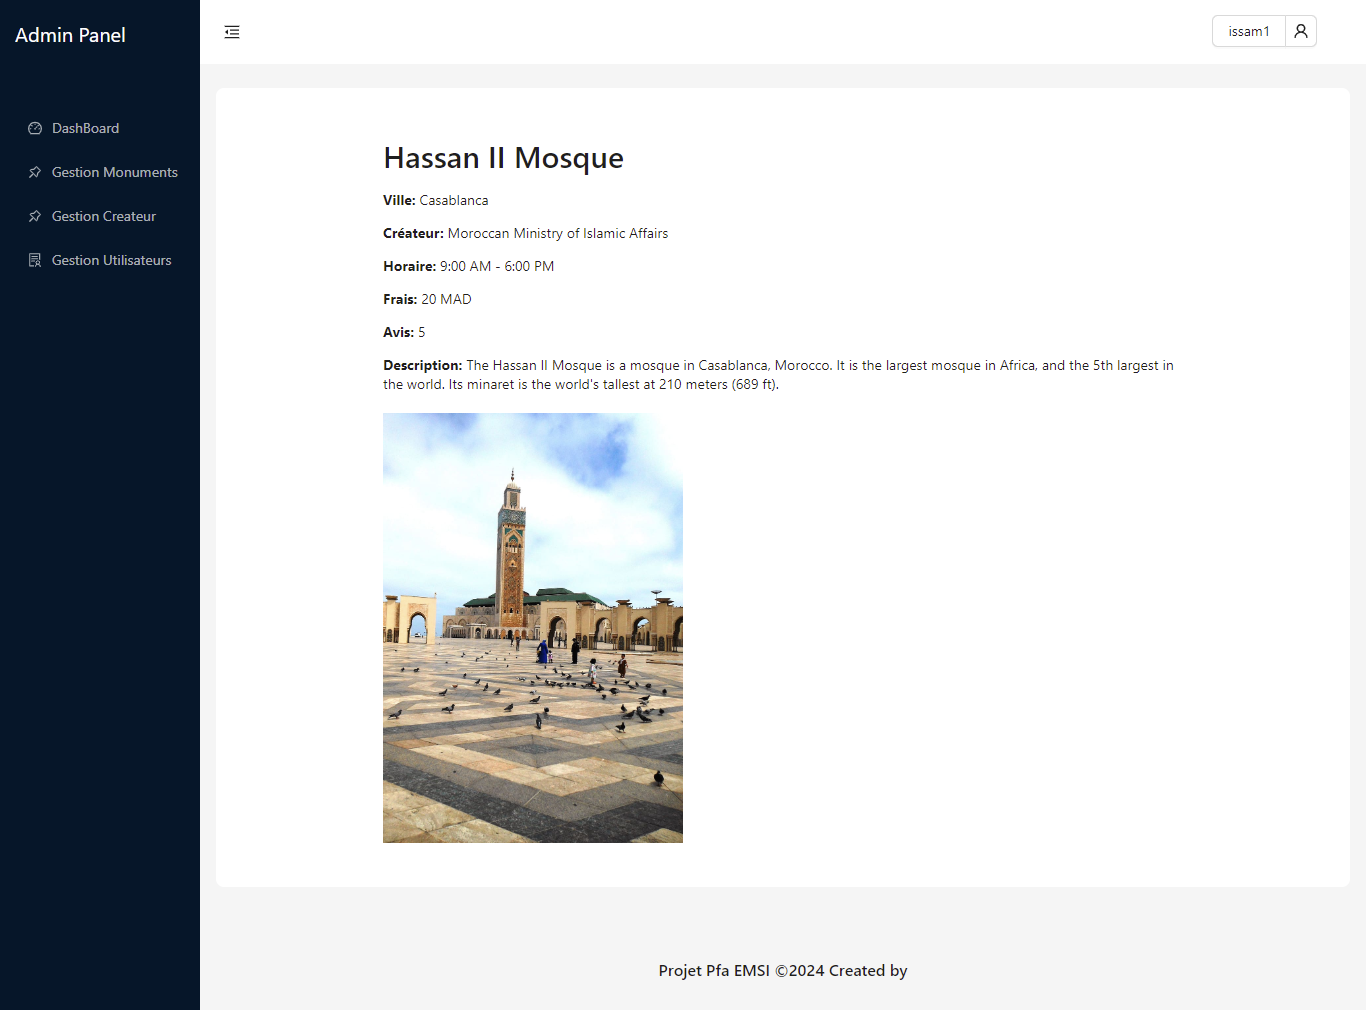 Admin Panel
issam1
DashBoard
Gestion Monuments
Gestion Createur
Gestion Utilisateurs
Hassan II Mosque
Ville: Casablanca
Créateur: Moroccan Ministry of Islamic Affairs
Horaire: 9:00 AM - 6:00 PM
Frais: 20 MAD
Avis: 5
Description: The Hassan II Mosque is a mosque in Casablanca, Morocco. It is the largest mosque in Africa, and the 5th largest in
the world. Its minaret is the world's tallest at 210 meters (689 ft).
Projet Pfa EMSI ©2024 Created by